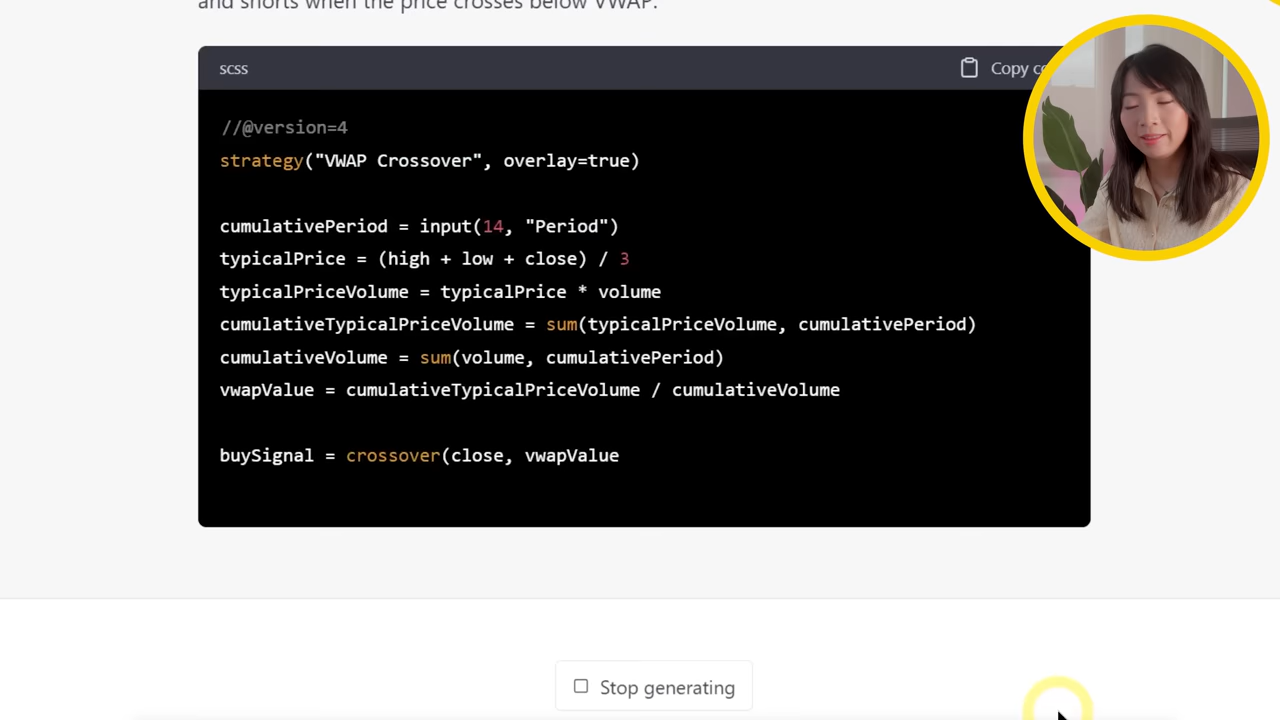 and shorts when the price crosses below VWAP.
scss
Copy
//@version=4
strategy("VWAP Crossover", overlay=true)
cumulativePeriod = input(14, "Period")
typicalPrice = (high + low + close) / 3
typicalPriceVolume = typicalPrice * volume
cumulativeTypicalPriceVolume = sum(typicalPriceVolume, cumulativePeriod)
cumulativeVolume = sum(volume, cumulativePeriod)
vwapValue = cumulativeTypicalPriceVolume / cumulativeVolume
buySignal = crossover(close, vwapValue
Stop generating